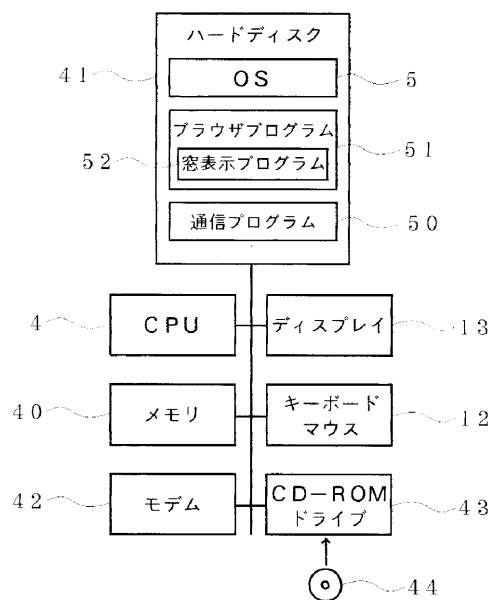 ハードディスク
41
OS
5
ブラウザプログラム
51
52
窓表示プログラム
通信プログラム
50
4
CPU
ディスプレイ
13
40
メモリ
キーボード
マウス
12
42
モデム
CD-ROM
ドライブ
43
44